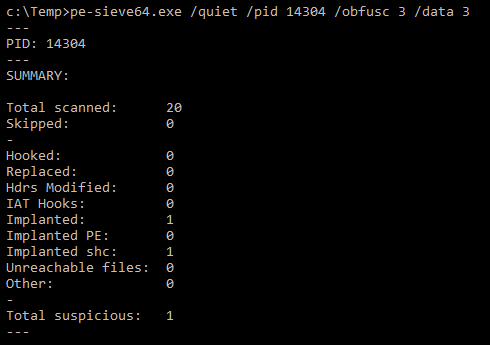 c:\Temp>pe-sieve64.exe /quiet /pid 14304 /obfusc 3 /data 3
---
PID: 14304
---
SUMMARY:

Total scanned:      20
Skipped:            0
-
Hooked:             0
Replaced:           0
Hdrs Modified:      0
IAT Hooks:          0
Implanted:          1
Implanted PE:       0
Implanted shc:      1
Unreachable files:  0
Other:              0
-
Total suspicious:   1
---